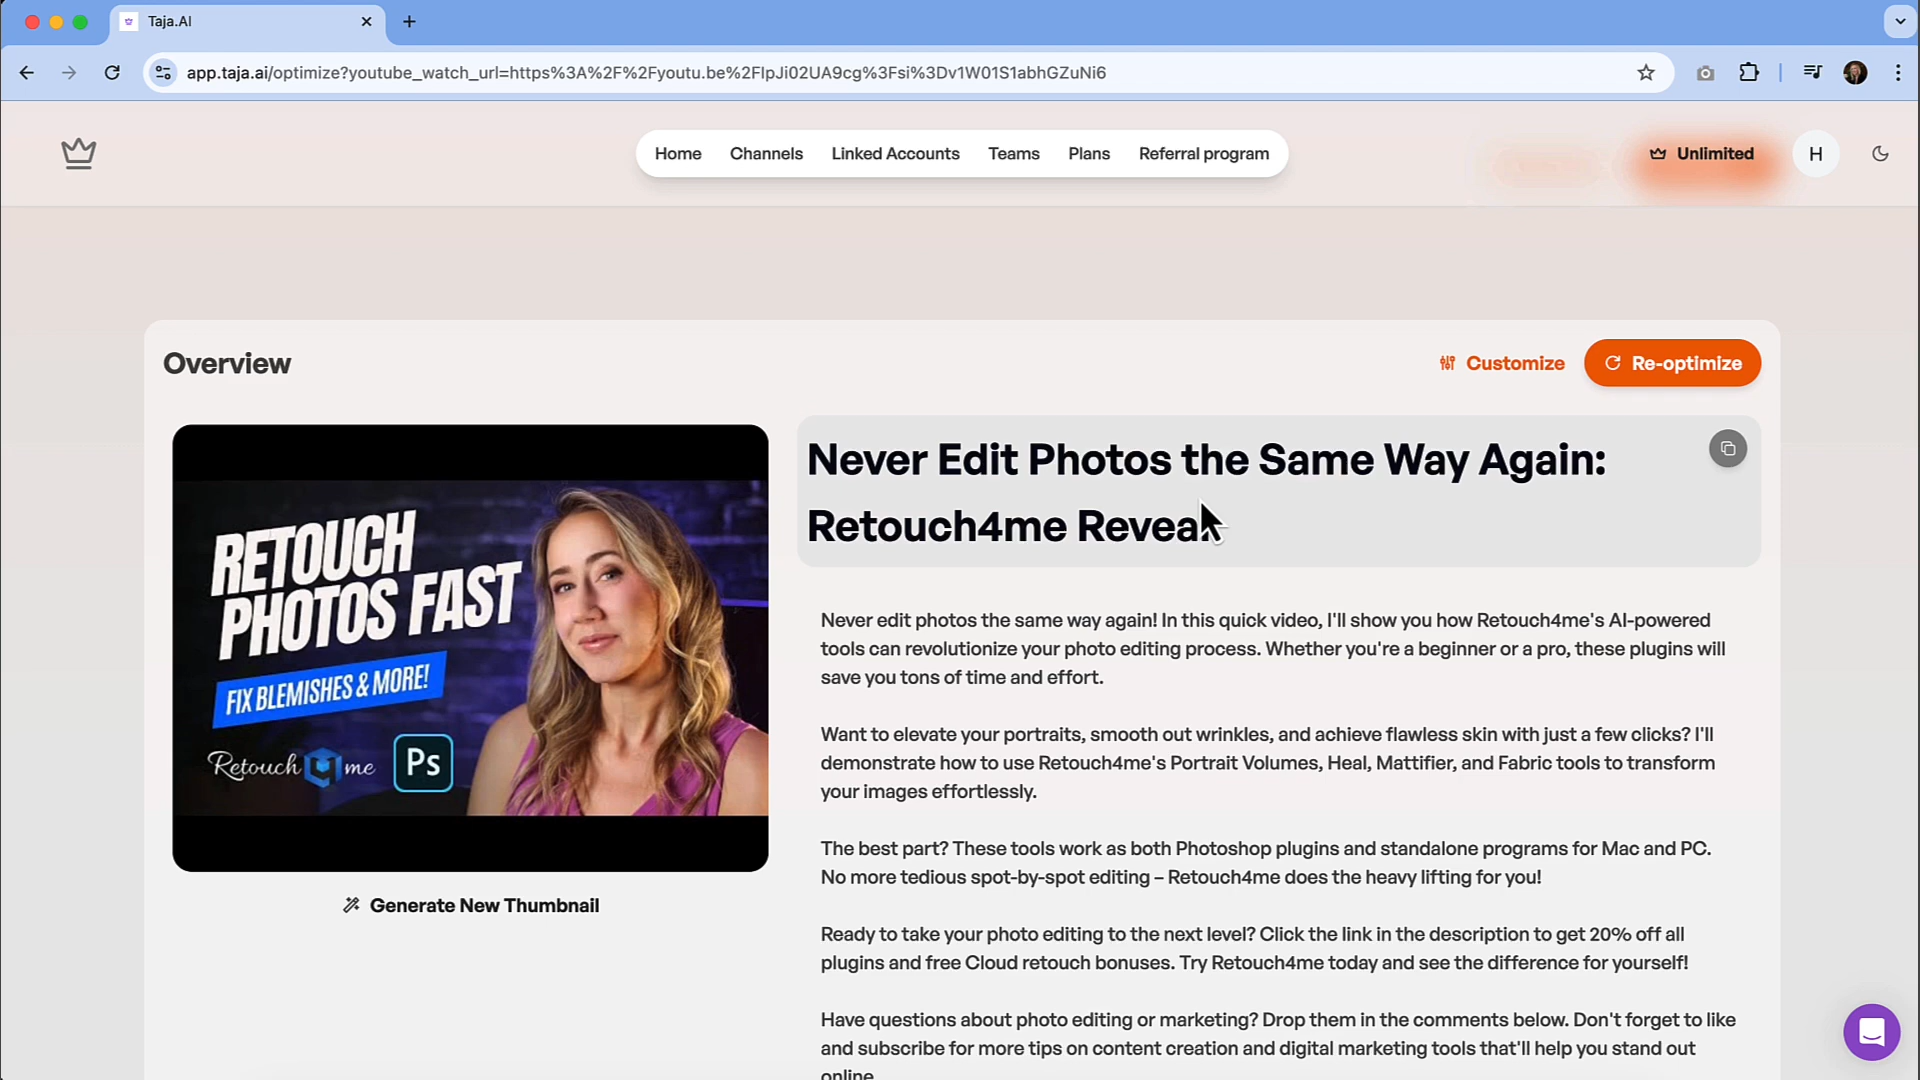 Taja.AI
app.taja.ai/optimize?youtube_watch_url=https%3A%2F%2Fyoutu.be%2FIpJi02UA9cg%3Fsi%3Dv1W01S1abhGZuNi6
Home Channels Linked Accounts Teams Plans Referral program
Unlimited
H
Overview
Customize
Re-optimize
RETOUCH
PHOTOS FAST
FIX BLEMISHES & MORE!
Retouch4me
Ps
Generate New Thumbnail
Never Edit Photos the Same Way Again:
Retouch4me Reveal
Never edit photos the same way again! In this quick video, I'll show you how Retouch4me's AI-powered
tools can revolutionize your photo editing process. Whether you're a beginner or a pro, these plugins will
save you tons of time and effort.
Want to elevate your portraits, smooth out wrinkles, and achieve flawless skin with just a few clicks? I'll
demonstrate how to use Retouch4me's Portrait Volumes, Heal, Mattifier, and Fabric tools to transform
your images effortlessly.
The best part? These tools work as both Photoshop plugins and standalone programs for Mac and PC.
No more tedious spot-by-spot editing – Retouch4me does the heavy lifting for you!
Ready to take your photo editing to the next level? Click the link in the description to get 20% off all
plugins and free Cloud retouch bonuses. Try Retouch4me today and see the difference for yourself!
Have questions about photo editing or marketing? Drop them in the comments below. Don't forget to like
and subscribe for more tips on content creation and digital marketing tools that'll help you stand out
online.